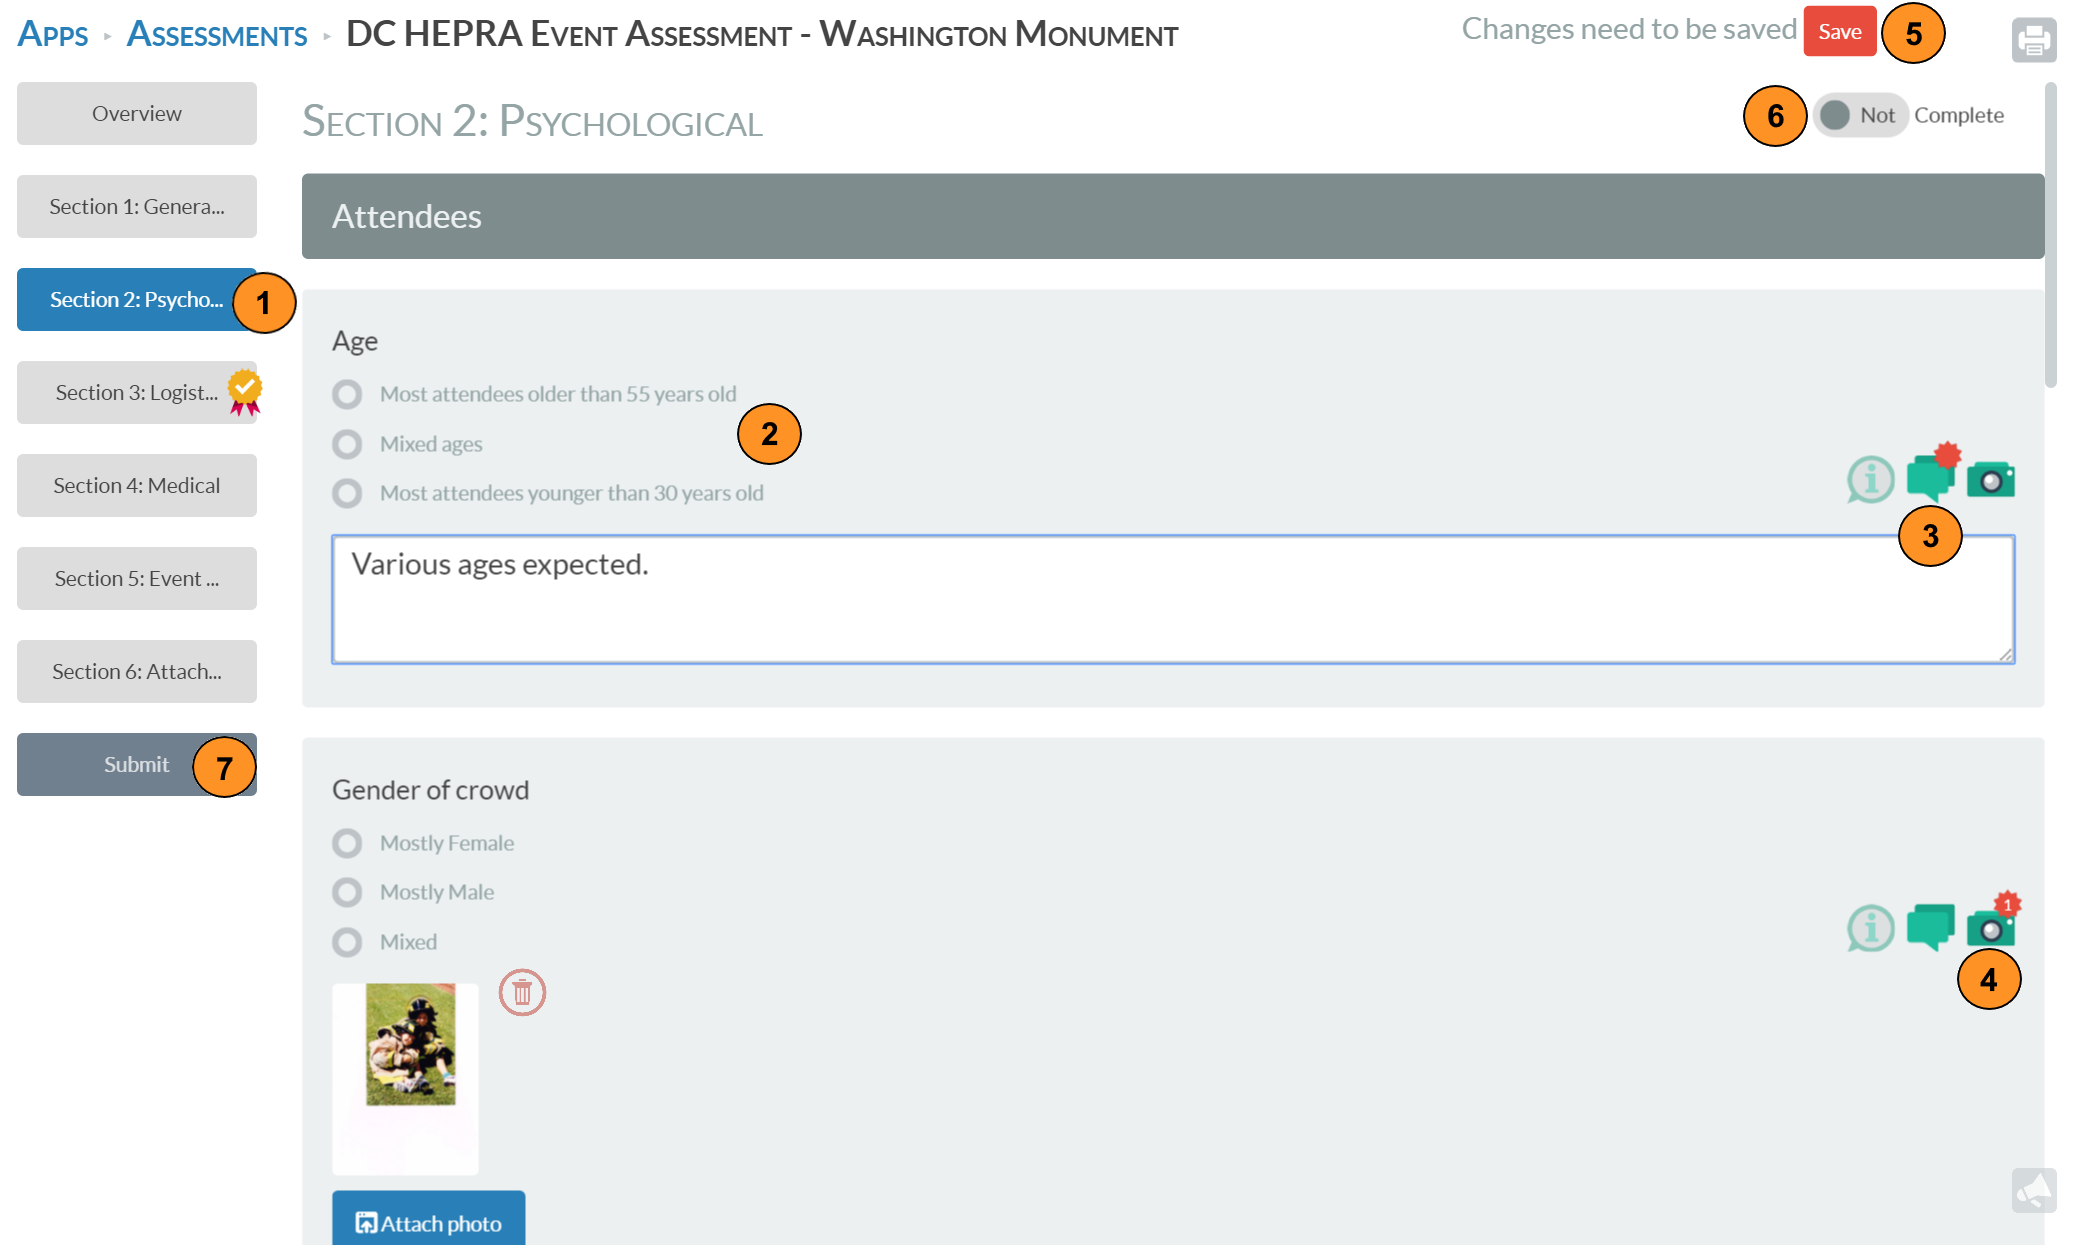 Apps ▸ Assessments ▸ DC HEPRA Event Assessment - Washington Monument
Changes need to be saved Save 5
Overview
Section 1: Genera...
Section 2: Psycho... 1
Section 3: Logist...
Section 4: Medical
Section 5: Event ...
Section 6: Attach...
Submit 7
Section 2: Psychological
6 Not Complete
Attendees
Age
Most attendees older than 55 years old
2
Mixed ages
Most attendees younger than 30 years old
3
Various ages expected.
Gender of crowd
Mostly Female
Mostly Male
1
Mixed
4
Attach photo